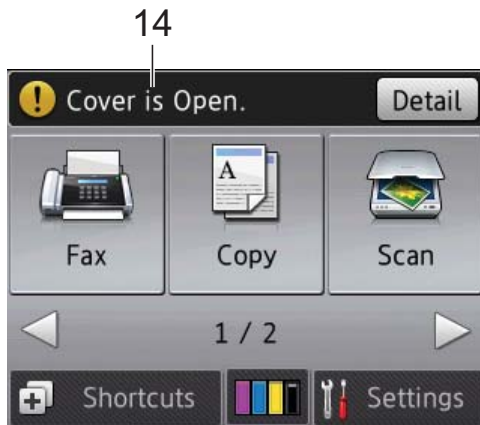 14
Cover is Open.
Detail
A
Fax
Copy
Scan
1 / 2
Shortcuts
Settings